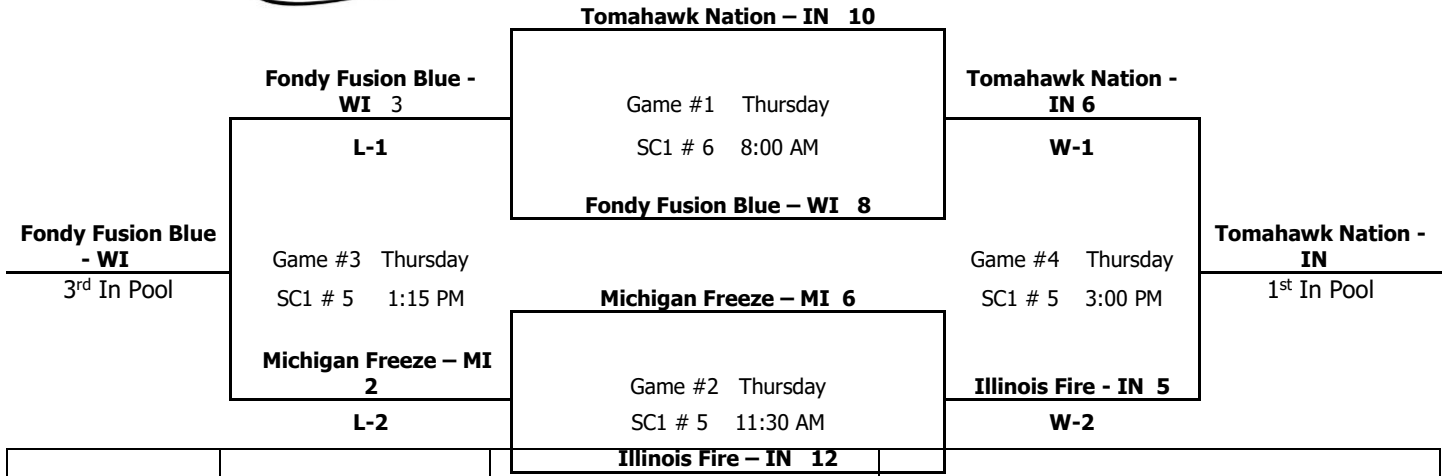 Tomahawk Nation – IN 10
Fondy Fusion Blue -
WI 3
Tomahawk Nation -
IN 6
Game #1 Thursday
L-1
SC1 # 6 8:00 AM
W-1
Fondy Fusion Blue – WI 8
Fondy Fusion Blue
- WI
Tomahawk Nation -
IN
Game #3 Thursday
Game #4 Thursday
3rd In Pool
SC1 # 5 1:15 PM
Michigan Freeze – MI 6
SC1 # 5 3:00 PM
1st In Pool
Michigan Freeze – MI
2
Game #2 Thursday
Illinois Fire - IN 5
L-2
SC1 # 5 11:30 AM
W-2
Illinois Fire – IN 12